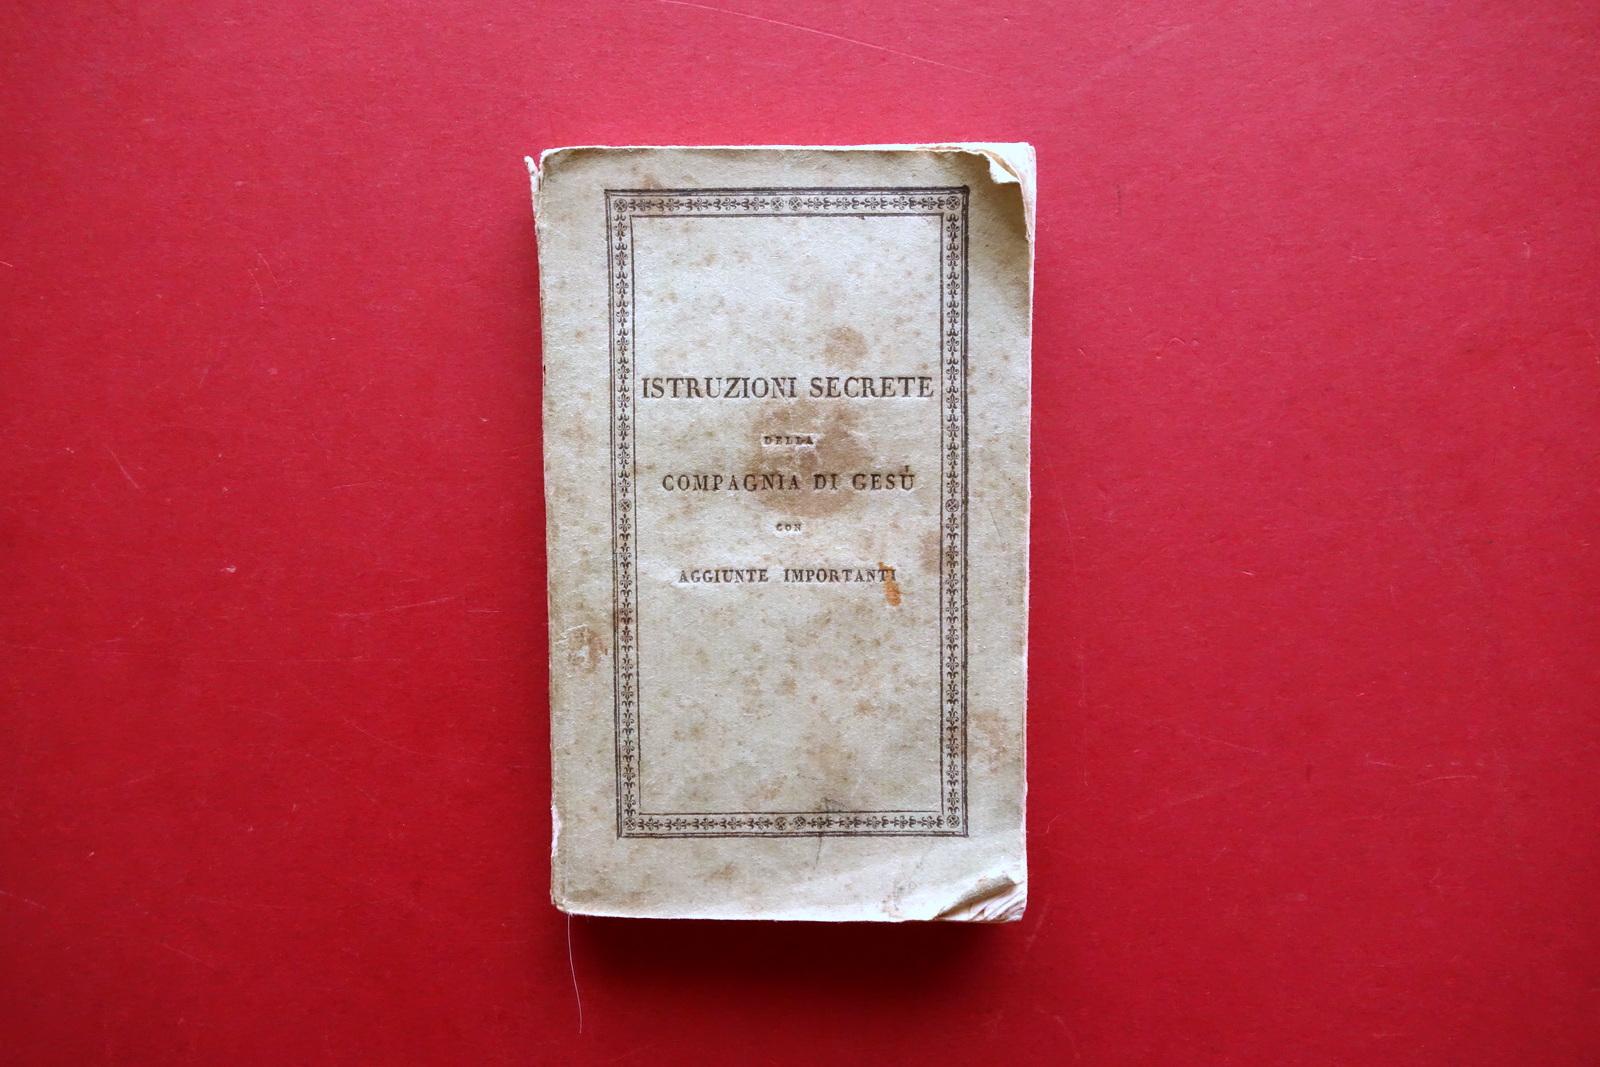 ISTRUZIONI SECRETE
DELLA
COMPAGNIA DI GESÙ
CON
AGGIUNTE IMPORTANTI